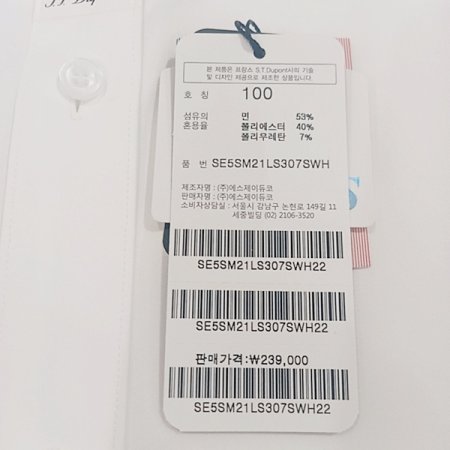 본 제품은 프랑스 S.T.Dupont사의 기술
및 디자인 제공으로 제조한 상품입니다.
호 칭 100
섬유의 면 53%
혼용율 폴리에스터 40%
폴리우레탄 7%
품 번 SE5SM21LS307SWH
제조자명 : (주)에스제이듀코
판매자명 : (주)에스제이듀코
소비자상담실 : 서울시 강남구 논현로 149길 11
세중빌딩 (02) 2106-3520
SE5SM21LS307SWH22
SE5SM21LS307SWH22
판매가격:₩239,000
SE5SM21LS307SWH22